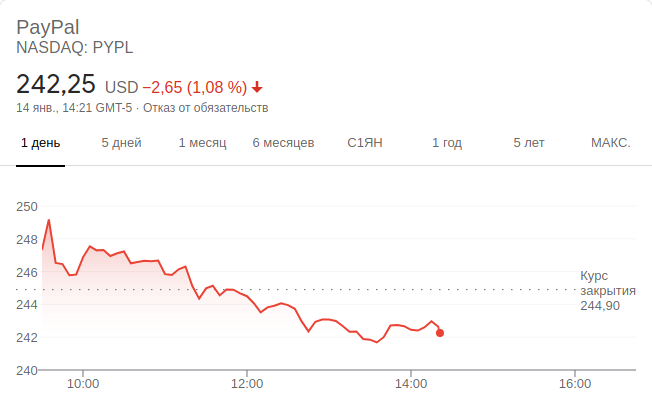 PayPal
NASDAQ: PYPL
242,25 USD −2,65 (1,08 %)
14 янв., 14:21 GMT-5 · Отказ от обязательств
1 день 5 дней 1 месяц 6 месяцев С1ЯН 1 год 5 лет МАКС.
250
248
246
244
242
240
Курс
закрытия
244,90
10:00 12:00 14:00 16:00